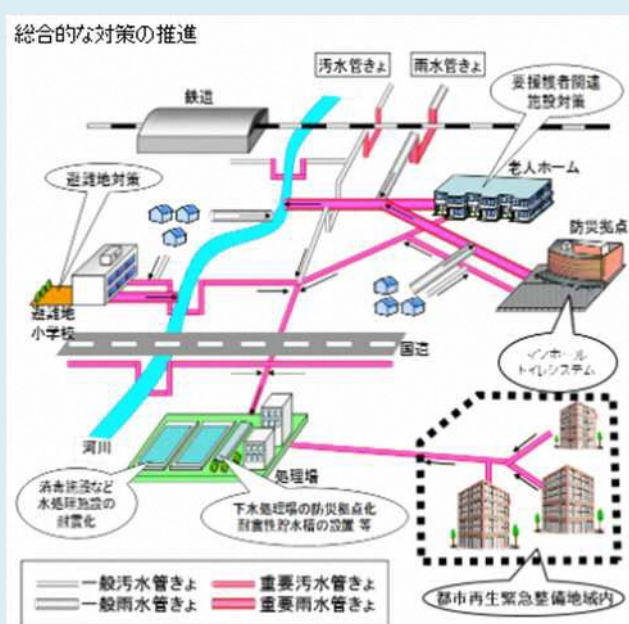 総合的な対策の推進
汚水管きょ
雨水管きょ
要援護者関連
施設対策
鉄道
老人ホーム
避難地対策
防災拠点
避難地
小学校
国道
マンホール
トイレシステム
河川
処理場
消毒施設など
水処理施設の
耐震化
下水処理場の防災拠点化
耐震性貯水槽の設置 等
一般汚水管きょ
重要汚水管きょ
一般雨水管きょ
重要雨水管きょ
都市再生緊急整備地域内